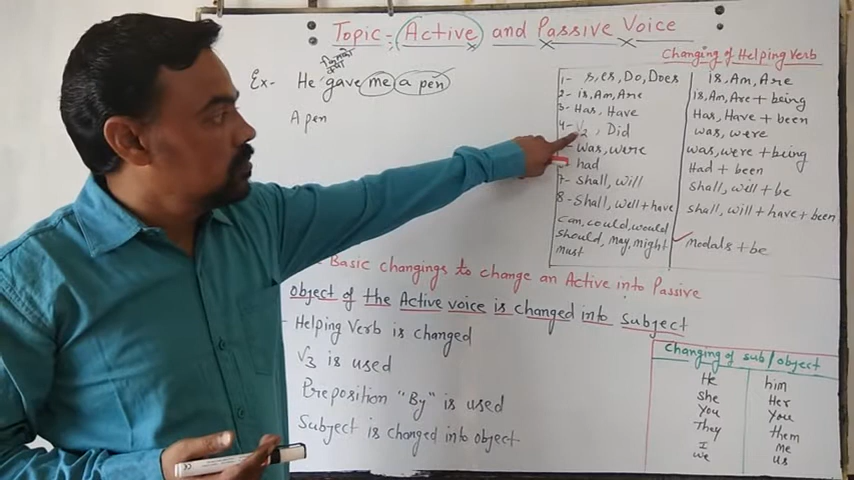 Topic:- Active and Passive Voice
Changing of Helping Verb
Ex- He gave me a pen
A pen
1- s, es, Do, Does is, Am, Are
2- is, Am, Are is, Am, Are + being
3- Has, Have Has, Have + been
4- V2, Did was, were
was, were was, were + being
had Had + been
7- Shall, will shall, will + be
8- Shall, will + have shall, will + have + been
can, could, would
should, may, might Modals + be
must
Basic changings to change an Active into Passive
object of the Active voice is changed into Subject
Helping Verb is changed
V3 is used
Preposition "By" is used
Subject is changed into object
Changing of sub/object
He him
She Her
You You
They them
I me
we us